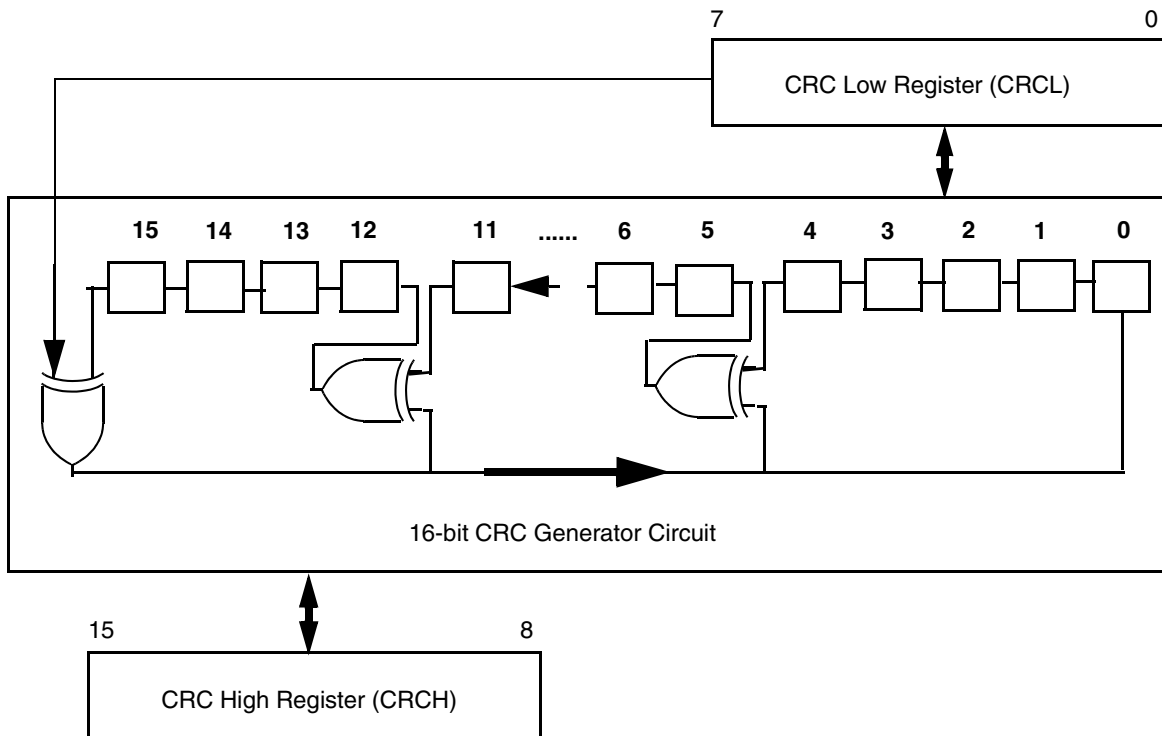 7 0
CRC Low Register (CRCL)
15 14 13 12 11 ...... 6 5 4 3 2 1 0
16-bit CRC Generator Circuit
15 8
CRC High Register (CRCH)